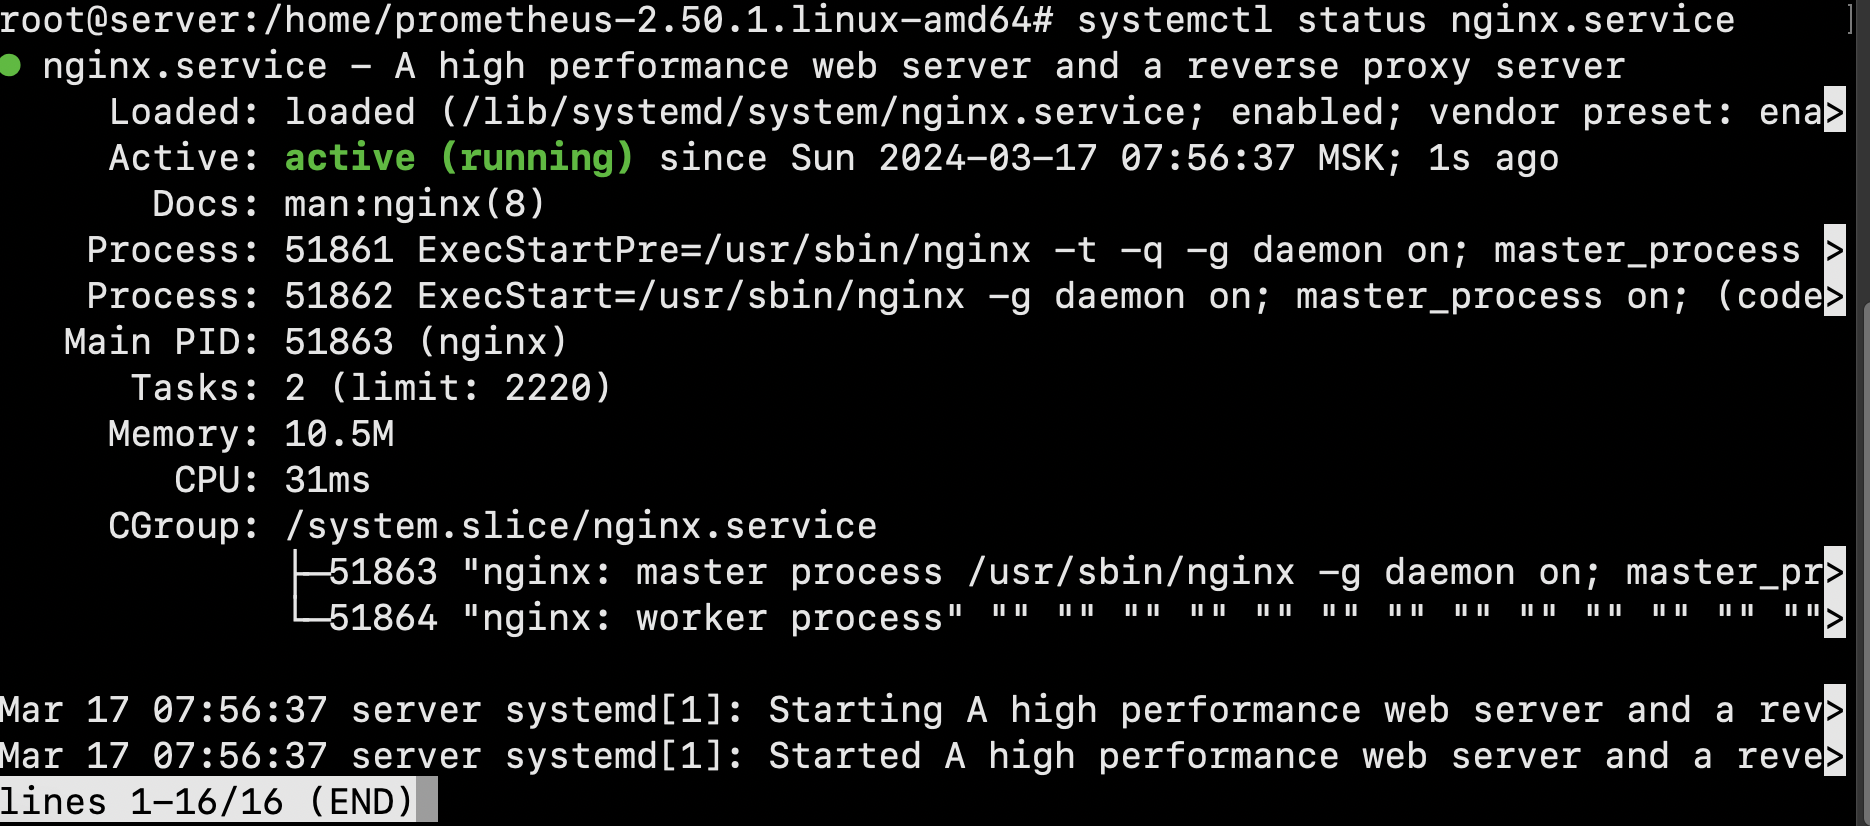 root@server:/home/prometheus-2.50.1.linux-amd64# systemctl status nginx.service ]
● nginx.service - A high performance web server and a reverse proxy server
     Loaded: loaded (/lib/systemd/system/nginx.service; enabled; vendor preset: ena>
     Active: active (running) since Sun 2024-03-17 07:56:37 MSK; 1s ago
       Docs: man:nginx(8)
    Process: 51861 ExecStartPre=/usr/sbin/nginx -t -q -g daemon on; master_process >
    Process: 51862 ExecStart=/usr/sbin/nginx -g daemon on; master_process on; (code>
   Main PID: 51863 (nginx)
      Tasks: 2 (limit: 2220)
     Memory: 10.5M
        CPU: 31ms
     CGroup: /system.slice/nginx.service
             ├─51863 "nginx: master process /usr/sbin/nginx -g daemon on; master_pr>
             └─51864 "nginx: worker process" "" "" "" "" "" "" "" "" "" "" "" "" "">

Mar 17 07:56:37 server systemd[1]: Starting A high performance web server and a rev>
Mar 17 07:56:37 server systemd[1]: Started A high performance web server and a reve>
lines 1-16/16 (END)